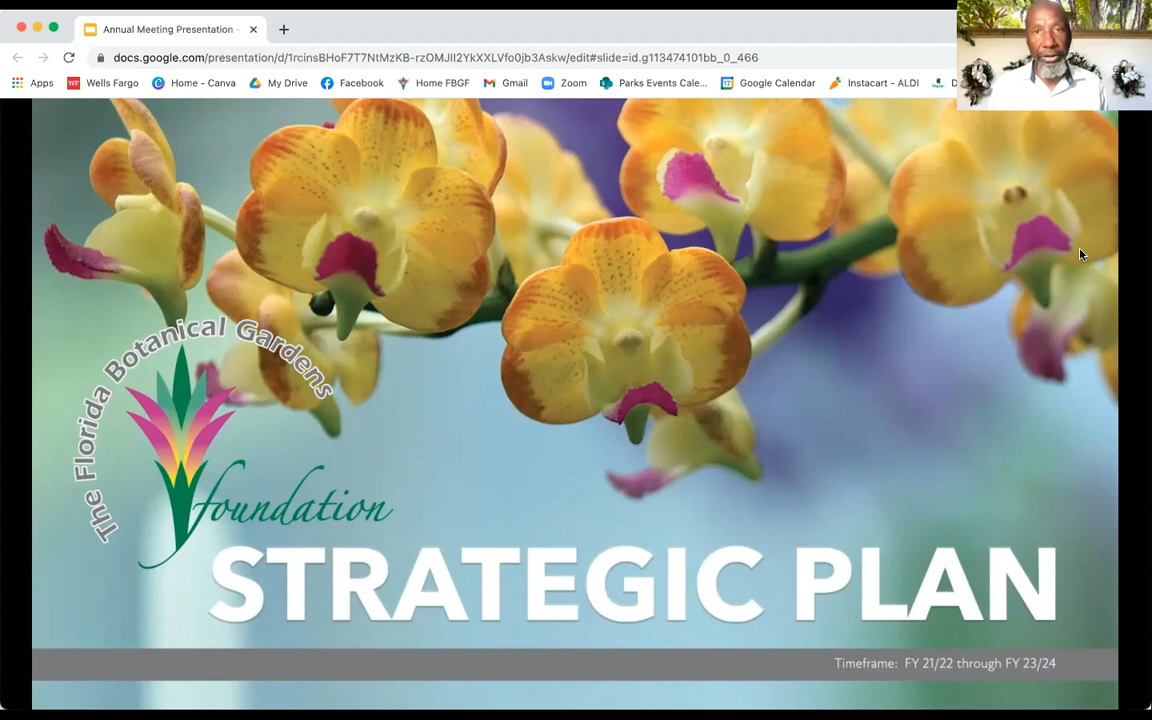 Annual Meeting Presentation -
docs.google.com/presentation/d/1rcinsBHoF7T7NtMzKB-rzOMJlI2YkXXLVfo0jb3Askw/edit#slide=id.g113474101bb_0_466
Apps
Wells Fargo
Home - Canva
My Drive
Facebook
Home FBGF
Gmail
Zoom
Parks Events Cale...
Google Calendar
Instacart - ALDI
The Florida Botanical Gardens
foundation
STRATEGIC PLAN
Timeframe: FY 21/22 through FY 23/24